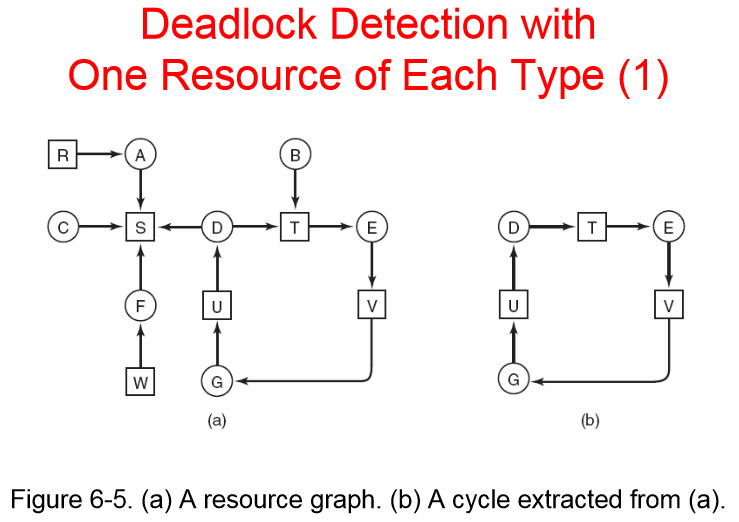 Deadlock Detection with
One Resource of Each Type (1)
R A B
C S D T E D T E
F U V U V
W G G
(a) (b)
Figure 6-5. (a) A resource graph. (b) A cycle extracted from (a).